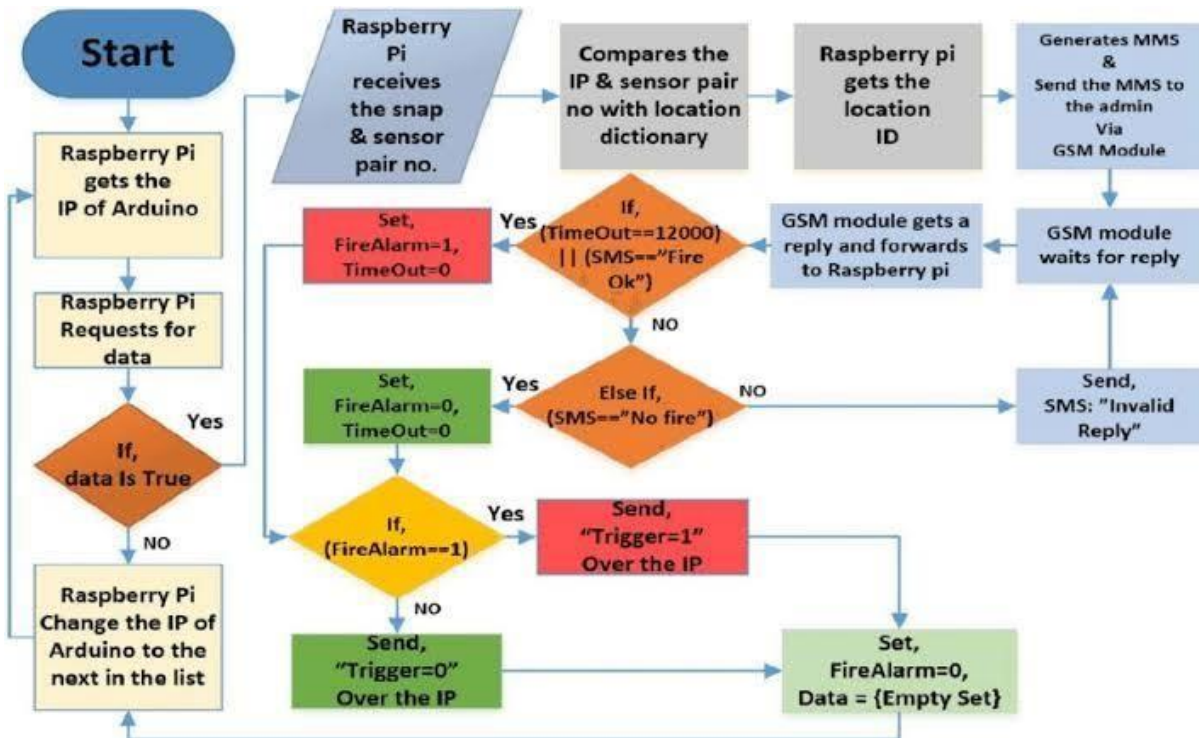 Start
Raspberry Pi
gets the
IP of Arduino
Raspberry Pi
Requests for
data
If,
data Is True
Yes
NO
Raspberry Pi
Change the IP of
Arduino to the
next in the list
Raspberry
Pi
receives
the snap
& sensor
pair no.
Compares the
IP & sensor pair
no with location
dictionary
Raspberry pi
gets the
location
ID
Generates MMS
&
Send the MMS to
the admin
Via
GSM Module
GSM module
waits for reply
GSM module gets a
reply and forwards
to Raspberry pi
If,
(TimeOut==12000)
|| (SMS=="Fire
Ok")
Yes
Set,
FireAlarm=1,
TimeOut=0
NO
Else If,
(SMS=="No fire")
Yes
Set,
FireAlarm=0,
TimeOut=0
NO
Send,
SMS: "Invalid
Reply"
If,
(FireAlarm==1)
Yes
Send,
“Trigger=1”
Over the IP
NO
Send,
“Trigger=0”
Over the IP
Set,
FireAlarm=0,
Data = {Empty Set}